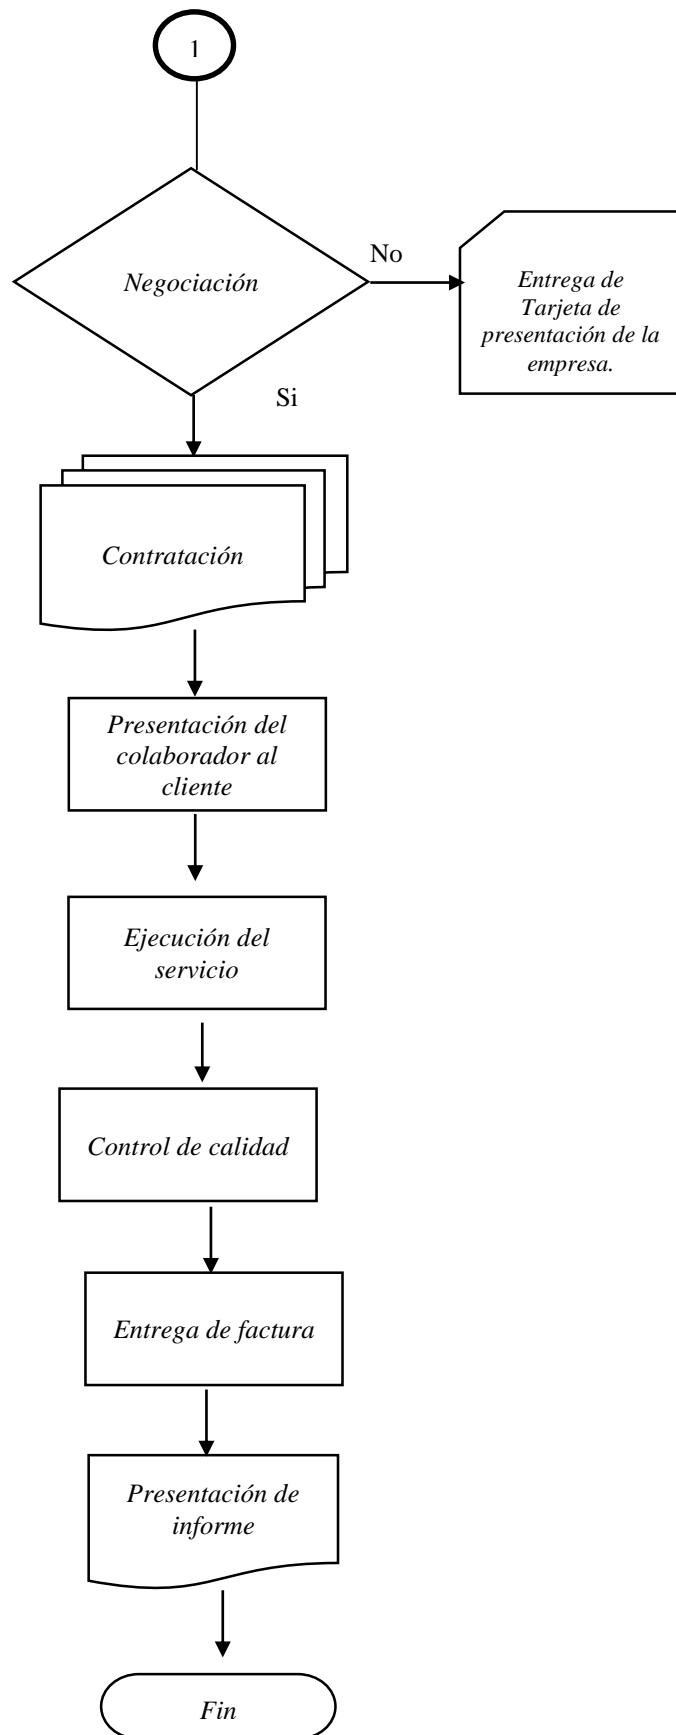 1
Negociación
No
Entrega de
Tarjeta de
presentación de la
empresa.
Si
Contratación
Presentación del
colaborador al
cliente
Ejecución del
servicio
Control de calidad
Entrega de factura
Presentación de
informe
Fin